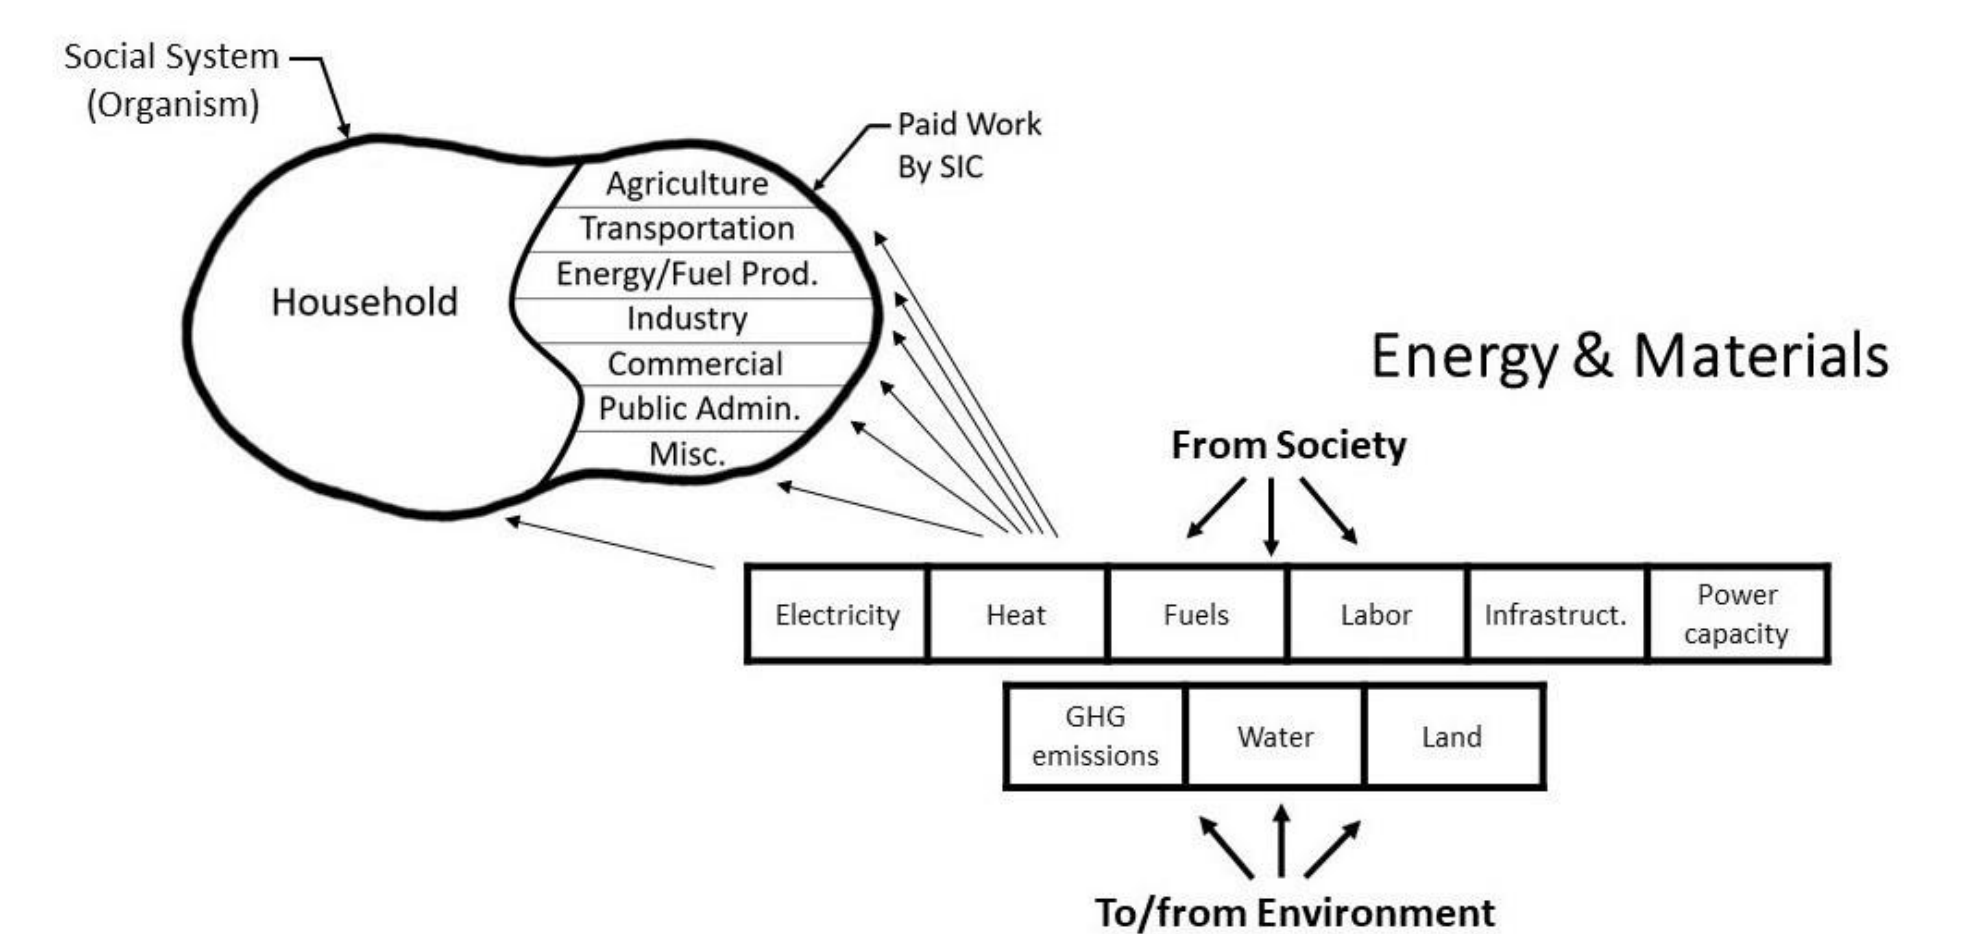 Social System
(Organism)
Paid Work
By SIC
Agriculture
Transportation
Energy/Fuel Prod.
Household
Industry
Commercial
Public Admin.
Misc.
Energy & Materials
From Society
Electricity
Heat
Fuels
Labor
Infrastruct.
Power
capacity
GHG
emissions
Water
Land
To/from Environment